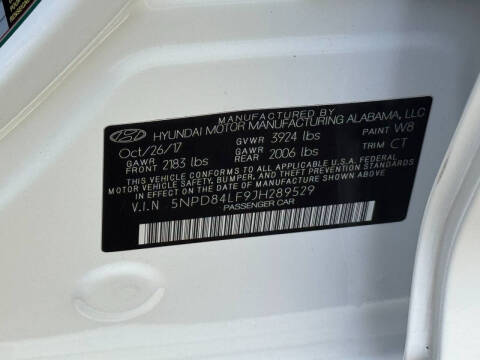 MANUFACTURED BY
HYUNDAI MOTOR MANUFACTURING ALABAMA, LLC
Oct/26/17 GVWR 3924 lbs PAINT W8
GAWR FRONT 2183 lbs GAWR REAR 2006 lbs TRIM CT
THIS VEHICLE CONFORMS TO ALL APPLICABLE U.S.A. FEDERAL
MOTOR VEHICLE SAFETY, BUMPER, AND THEFT PREVENTION STANDARDS
IN EFFECT ON THE DATE OF MANUFACTURE SHOWN ABOVE.
V.I.N 5NPD84LF9JH289529
PASSENGER CAR